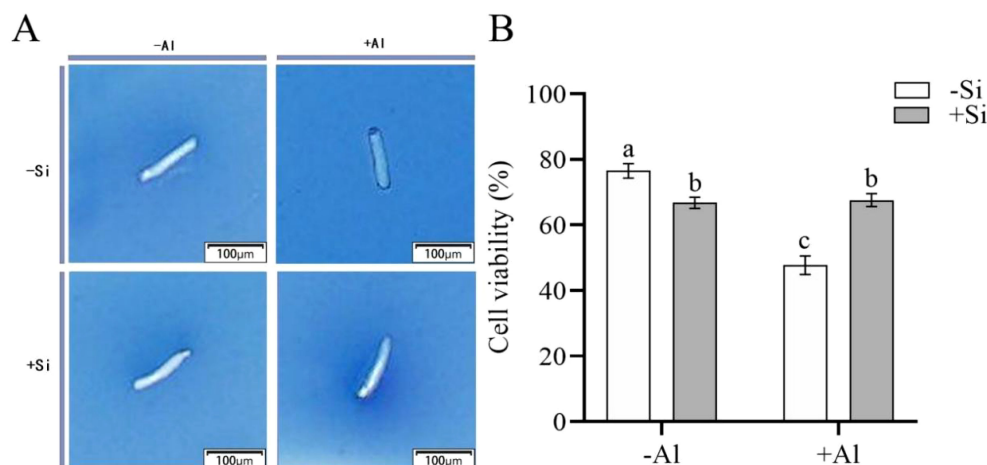 A
-Al
+Al
-Si
100μm
100μm
+Si
100μm
100μm
B
-Si
+Si
Cell viability (%)
100
80
60
40
20
0
a
b
c
b
-Al
+Al